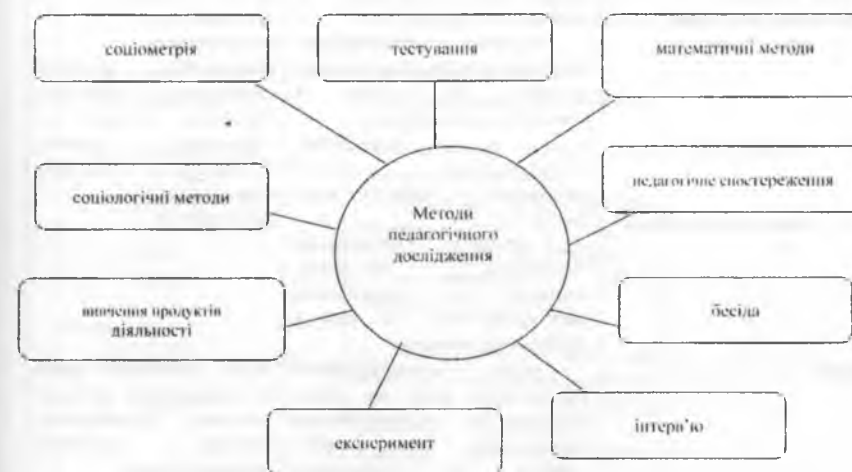 соціометрія
тестування
математичні методи
соціологічні методи
педагогічне спостереження
Методи
педагогічного
дослідження
вивчення продуктів
діяльності
бесіда
експеримент
інтерв'ю